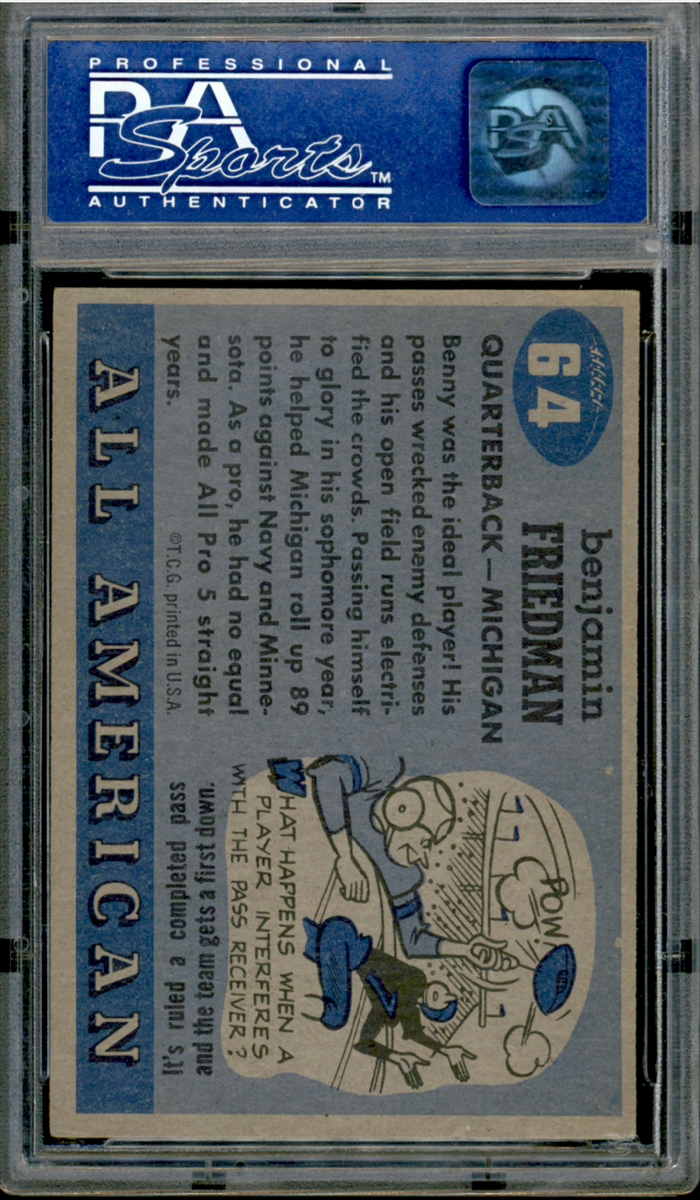 PROFESSIONAL
PSA
Sports™
AUTHENTICATOR
PSA
64
benjamin
FRIEDMAN
QUARTERBACK — MICHIGAN
Benny was the ideal player! His
passes wrecked enemy defenses
and his open field runs electri-
fied the crowds. Passing himself
to glory in his sophomore year,
he helped Michigan roll up 89
points against Navy and Minne-
sota. As a pro, he had no equal
and made All Pro 5 straight
years.
©T.C.G. printed in U.S.A.
POW
WHAT HAPPENS WHEN A
PLAYER INTERFERES
WITH THE PASS RECEIVER?
It's ruled a completed pass
and the team gets a first down.
ALL AMERICAN